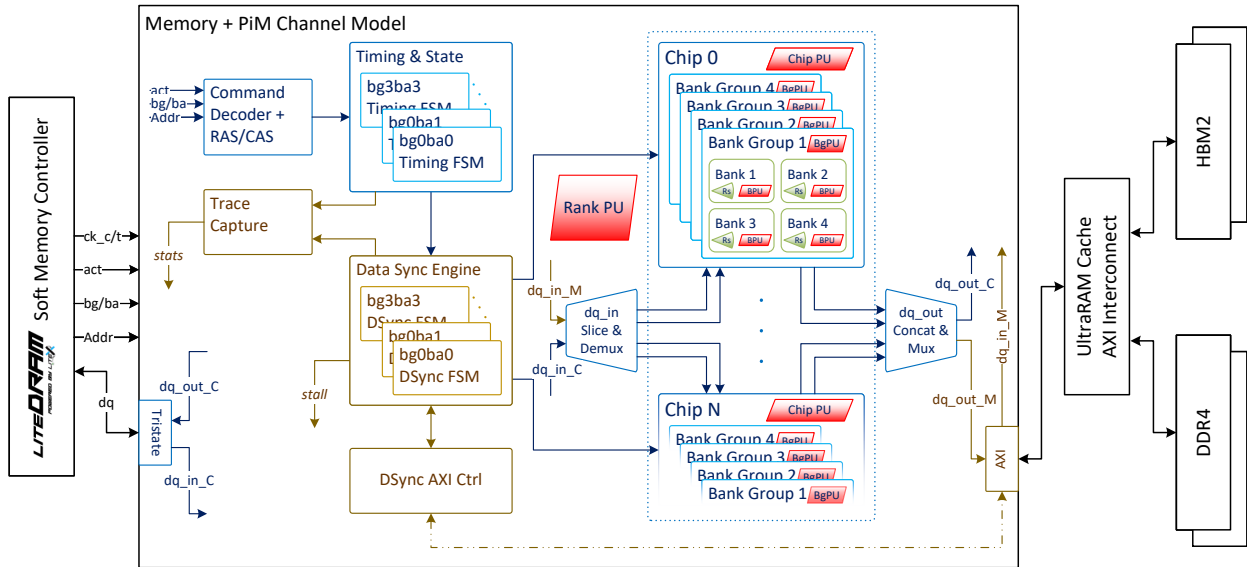 Memory + PiM Channel Model
Soft Memory Controller
LITEDRAM
POWERED BY LITEX
ck_c/t
act
bg/ba
Addr
dq
act
bg/ba
Addr
Command
Decoder +
RAS/CAS
Timing & State
bg3ba3
Timing FSM
bg0ba1
bg0ba0
Timing FSM
Trace
Capture
stats
Data Sync Engine
bg3ba3
DSync FSM
bg0ba1
D
bg0ba0
DSync FSM
stall
DSync AXI Ctrl
dq_out_C
Tristate
dq_in_C
Rank PU
dq_in_M
dq_in
Slice &
Demux
dq_in_C
Chip 0
Chip PU
Bank Group 4 BgPU
Bank Group 3 BgPU
Bank Group 2 BgPU
Bank Group 1 BgPU
Bank 1
Rs BPU
Bank 2
Rs BPU
Bank 3
Rs BPU
Bank 4
Rs BPU
Chip N
Chip PU
Bank Group 4 BgPU
Bank Group 3 BgPU
Bank Group 2 BgPU
Bank Group 1 BgPU
dq_out
Concat &
Mux
dq_out_C
dq_in_M
dq_out_M
AXI
UltraRAM Cache
AXI Interconnect
HBM2
DDR4